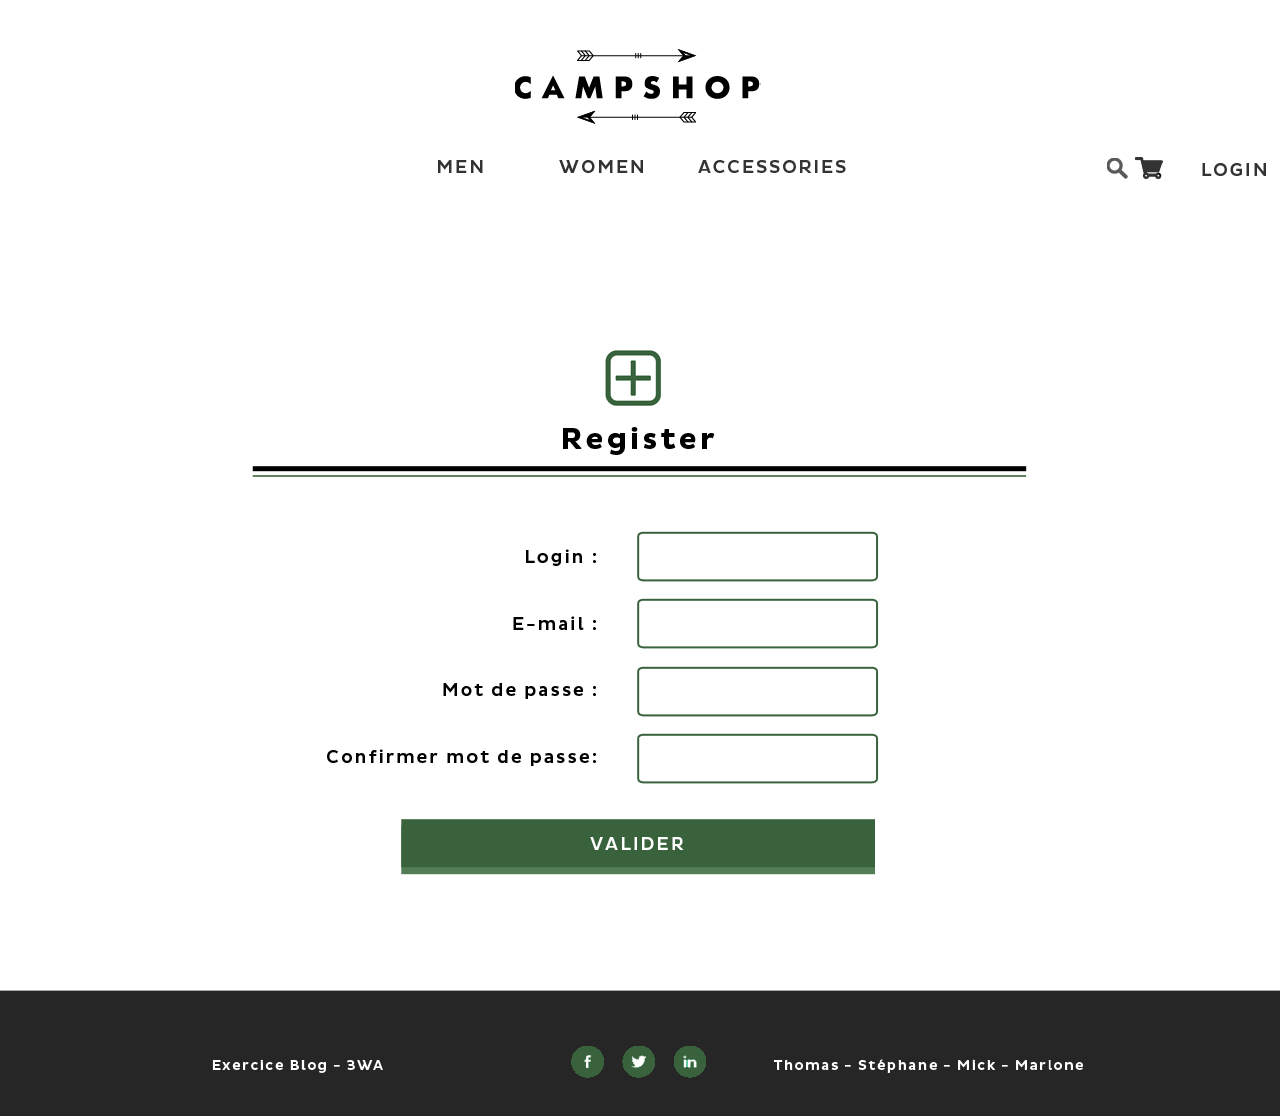 CAMPSHOP
MEN WOMEN ACCESSORIES LOGIN
Register
Login :
E-mail :
Mot de passe :
Confirmer mot de passe:
VALIDER
Exercice Blog - 3WA f in Thomas - Stéphane - Mick - Marlone